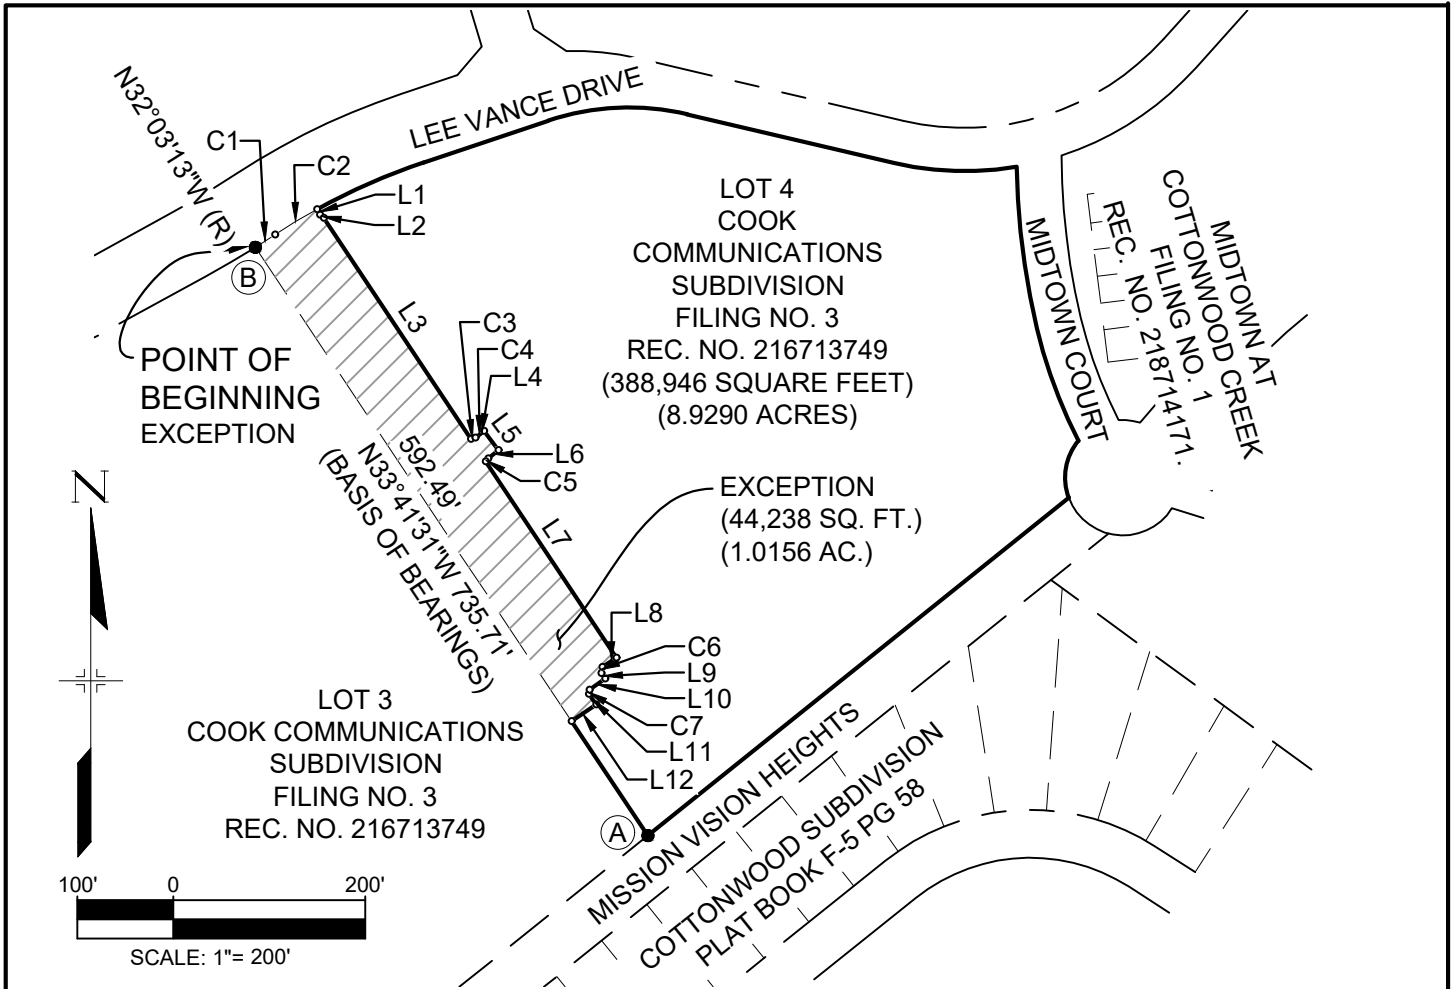 N32°03'13"W (R)
C1
C2
LEE VANCE DRIVE
L1
L2
B
POINT OF
BEGINNING
EXCEPTION
L3
C3
C4
L4
L5
L6
C5
L7
LOT 4
COOK
COMMUNICATIONS
SUBDIVISION
FILING NO. 3
REC. NO. 216713749
(388,946 SQUARE FEET)
(8.9290 ACRES)
MIDTOWN COURT
MIDTOWN AT
COTTONWOOD CREEK
FILING NO. 1
REC. NO. 218714171.
592.49'
N33°41'31"W 735.71'
(BASIS OF BEARINGS)
EXCEPTION
(44,238 SQ. FT.)
(1.0156 AC.)
N
L8
C6
L9
L10
C7
L11
L12
LOT 3
COOK COMMUNICATIONS
SUBDIVISION
FILING NO. 3
REC. NO. 216713749
A
MISSION VISION HEIGHTS
COTTONWOOD SUBDIVISION
PLAT BOOK F-5 PG 58
100' 0 200'
SCALE: 1"= 200'